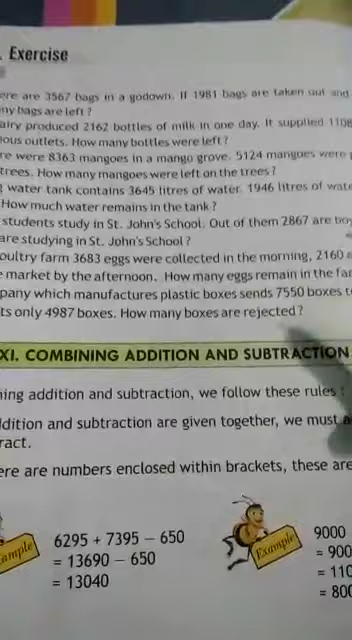 . Exercise
ere are 3567 bags in a godown. If 1981 bags are taken out and
ny bags are left ?
airy produced 2162 bottles of milk in one day. It supplied 1108
ious outlets. How many bottles were left ?
re were 8363 mangoes in a mango grove. 5124 mangoes were
trees. How many mangoes were left on the trees ?
g water tank contains 3645 litres of water. 1946 litres of wate
How much water remains in the tank ?
students study in St. John's School. Out of them 2867 are boy
are studying in St. John's School ?
oultry farm 3683 eggs were collected in the morning, 2160
e market by the afternoon. How many eggs remain in the far
pany which manufactures plastic boxes sends 7550 boxes t
ts only 4987 boxes. How many boxes are rejected ?
XI. COMBINING ADDITION AND SUBTRACTION
ning addition and subtraction, we follow these rules :
ddition and subtraction are given together, we must a
ract.
ere are numbers enclosed within brackets, these are
ample
6295 + 7395 − 650
= 13690 − 650
= 13040
Example
9000
= 900
= 110
= 800